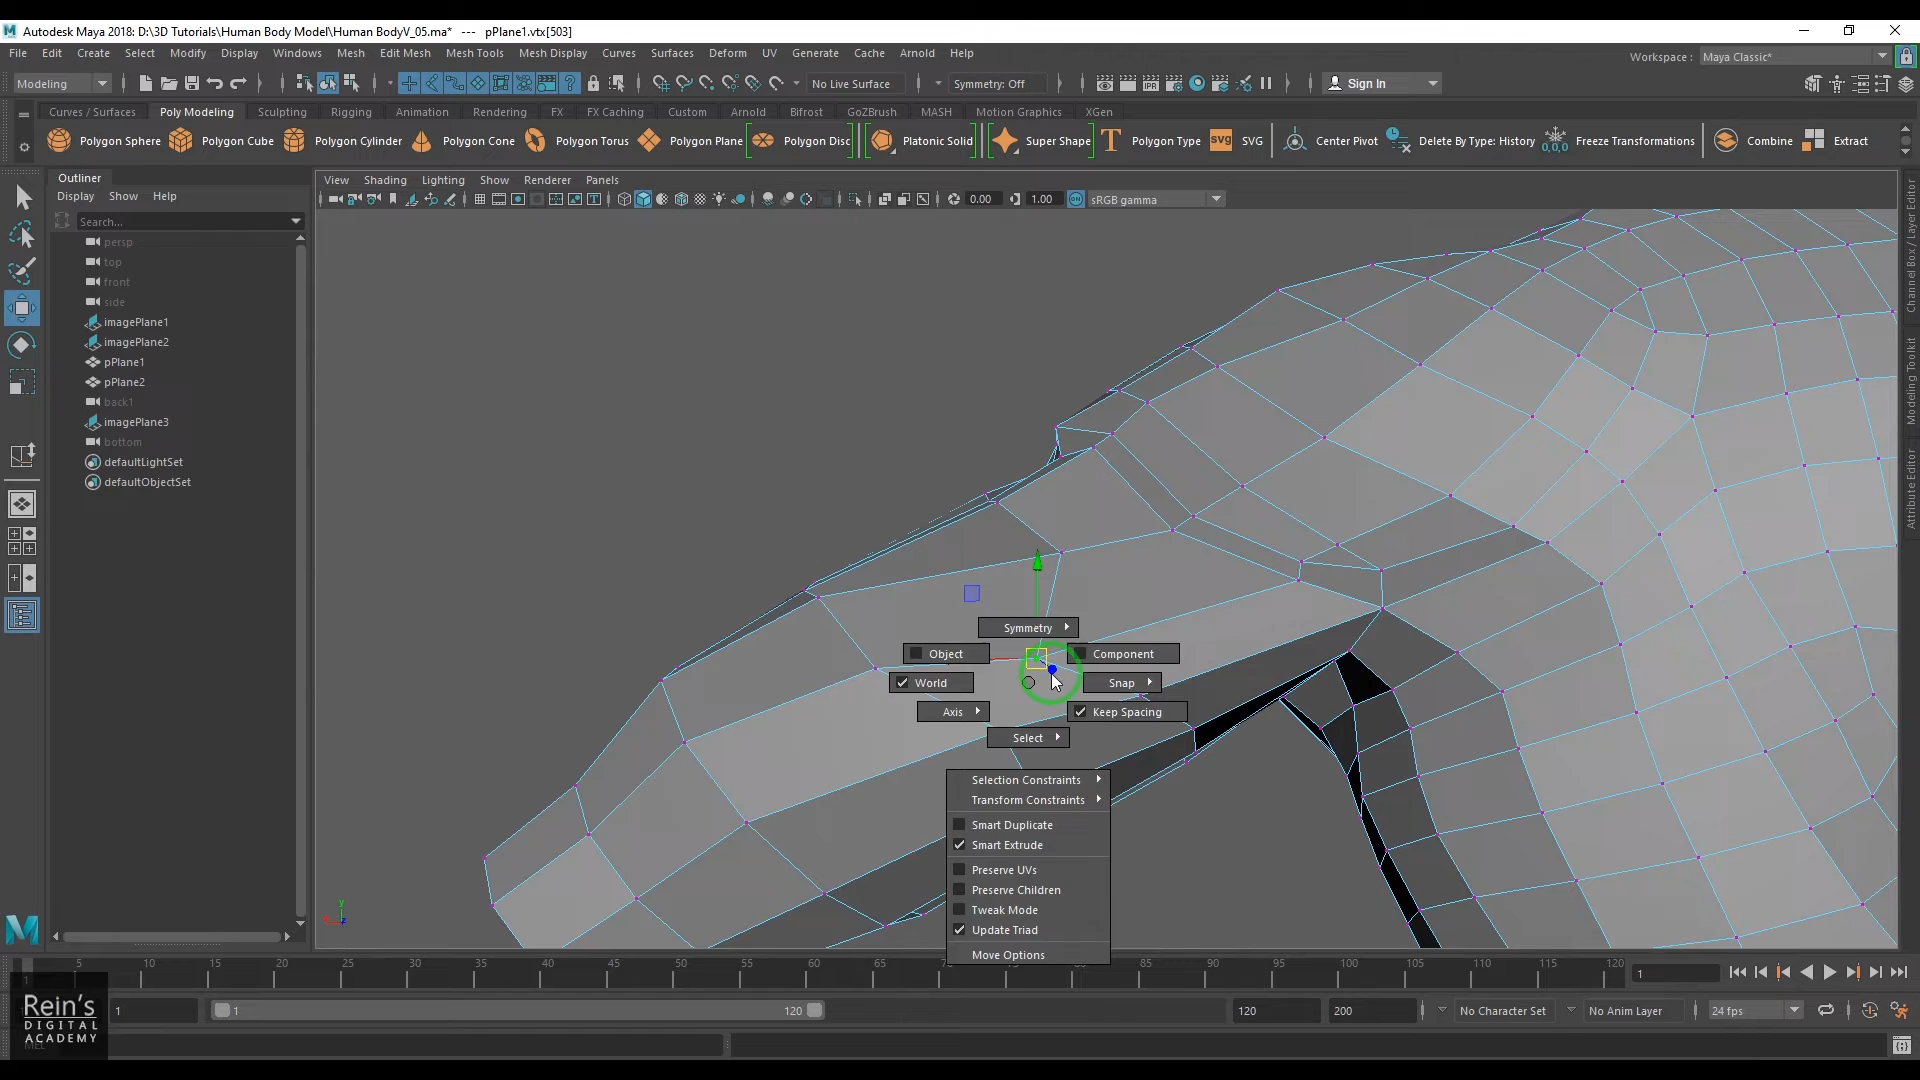 Autodesk Maya 2018: D:\3D Tutorials\Human Body Model\Human BodyV_05.ma* --- pPlane1.vtx[503]
File Edit Create Select Modify Display Windows Mesh Edit Mesh Mesh Tools Mesh Display Curves Surfaces Deform UV Generate Cache Arnold Help
Workspace : Maya Classic*
Modeling No Live Surface Symmetry: Off Sign In
Curves / Surfaces Poly Modeling Sculpting Rigging Animation Rendering FX FX Caching Custom Arnold Bifrost GoZBrush MASH Motion Graphics XGen
Polygon Sphere Polygon Cube Polygon Cylinder Polygon Cone Polygon Torus Polygon Plane Polygon Disc Platonic Solid Super Shape Polygon Type SVG SVG Center Pivot Delete By Type: History Freeze Transformations Combine Extract
Outliner
Display Show Help
Search...
persp
top
front
side
imagePlane1
imagePlane2
pPlane1
pPlane2
back1
imagePlane3
bottom
defaultLightSet
defaultObjectSet
View Shading Lighting Show Renderer Panels
0.00 1.00 sRGB gamma
Symmetry
Object Component
World Snap
Axis Keep Spacing
Select
Selection Constraints
Transform Constraints
Smart Duplicate
Smart Extrude
Preserve UVs
Preserve Children
Tweak Mode
Update Triad
Move Options
Channel Box / Layer Editor
Modeling Toolkit
Attribute Editor
y
5 10 15 20 25 30 35 40 45 50 55 60 65 70 75 80 85 90 95 100 105 110 115 120 1
1 1 120 120 200 No Character Set No Anim Layer 24 fps
Rein's
DIGITAL
ACADEMY
MEL